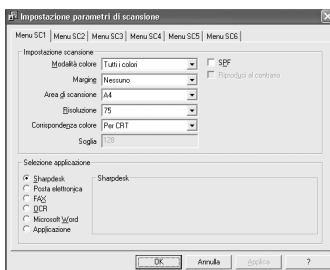 Impostazione parametri di scansione
Menu SC1 Menu SC2 Menu SC3 Menu SC4 Menu SC5 Menu SC6
Impostazione scansione
Modalità colore Tutti i colori SPF
Margine Nessuno Riproduci al contrario
Area di scansione A4
Risoluzione 75
Corrispondenza colore Per CRT
Soglia 128
Selezione applicazione
Sharpdesk Sharpdesk
Posta elettronica
FAX
OCR
Microsoft Word
Applicazione
OK Annulla Applica ?